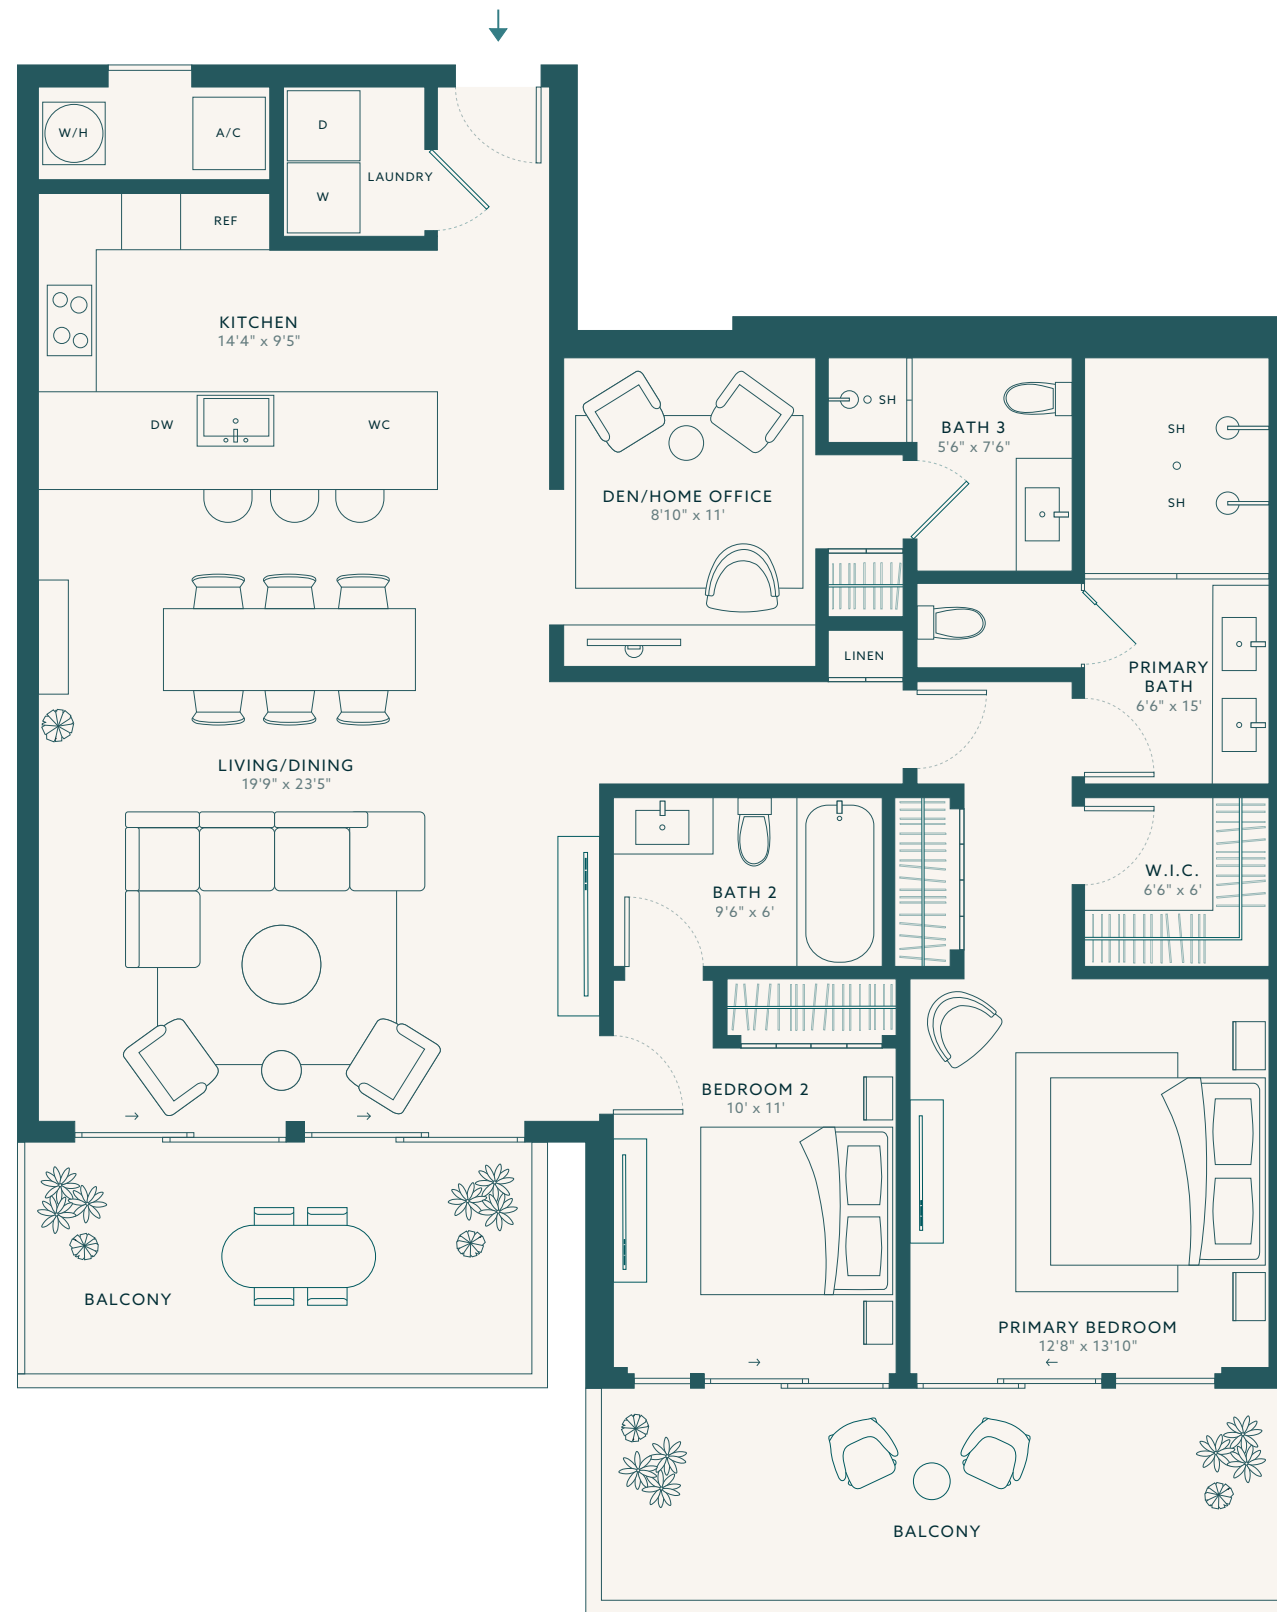 W/H
A/C
D
LAUNDRY
W
REF
KITCHEN
14'4" x 9'5"
DW
WC
SH
BATH 3
5'6" x 7'6"
SH
SH
DEN/HOME OFFICE
8'10" x 11'
LINEN
PRIMARY
BATH
6'6" x 15'
LIVING/DINING
19'9" x 23'5"
BATH 2
9'6" x 6'
W.I.C.
6'6" x 6'
BEDROOM 2
10' x 11'
BALCONY
PRIMARY BEDROOM
12'8" x 13'10"
BALCONY